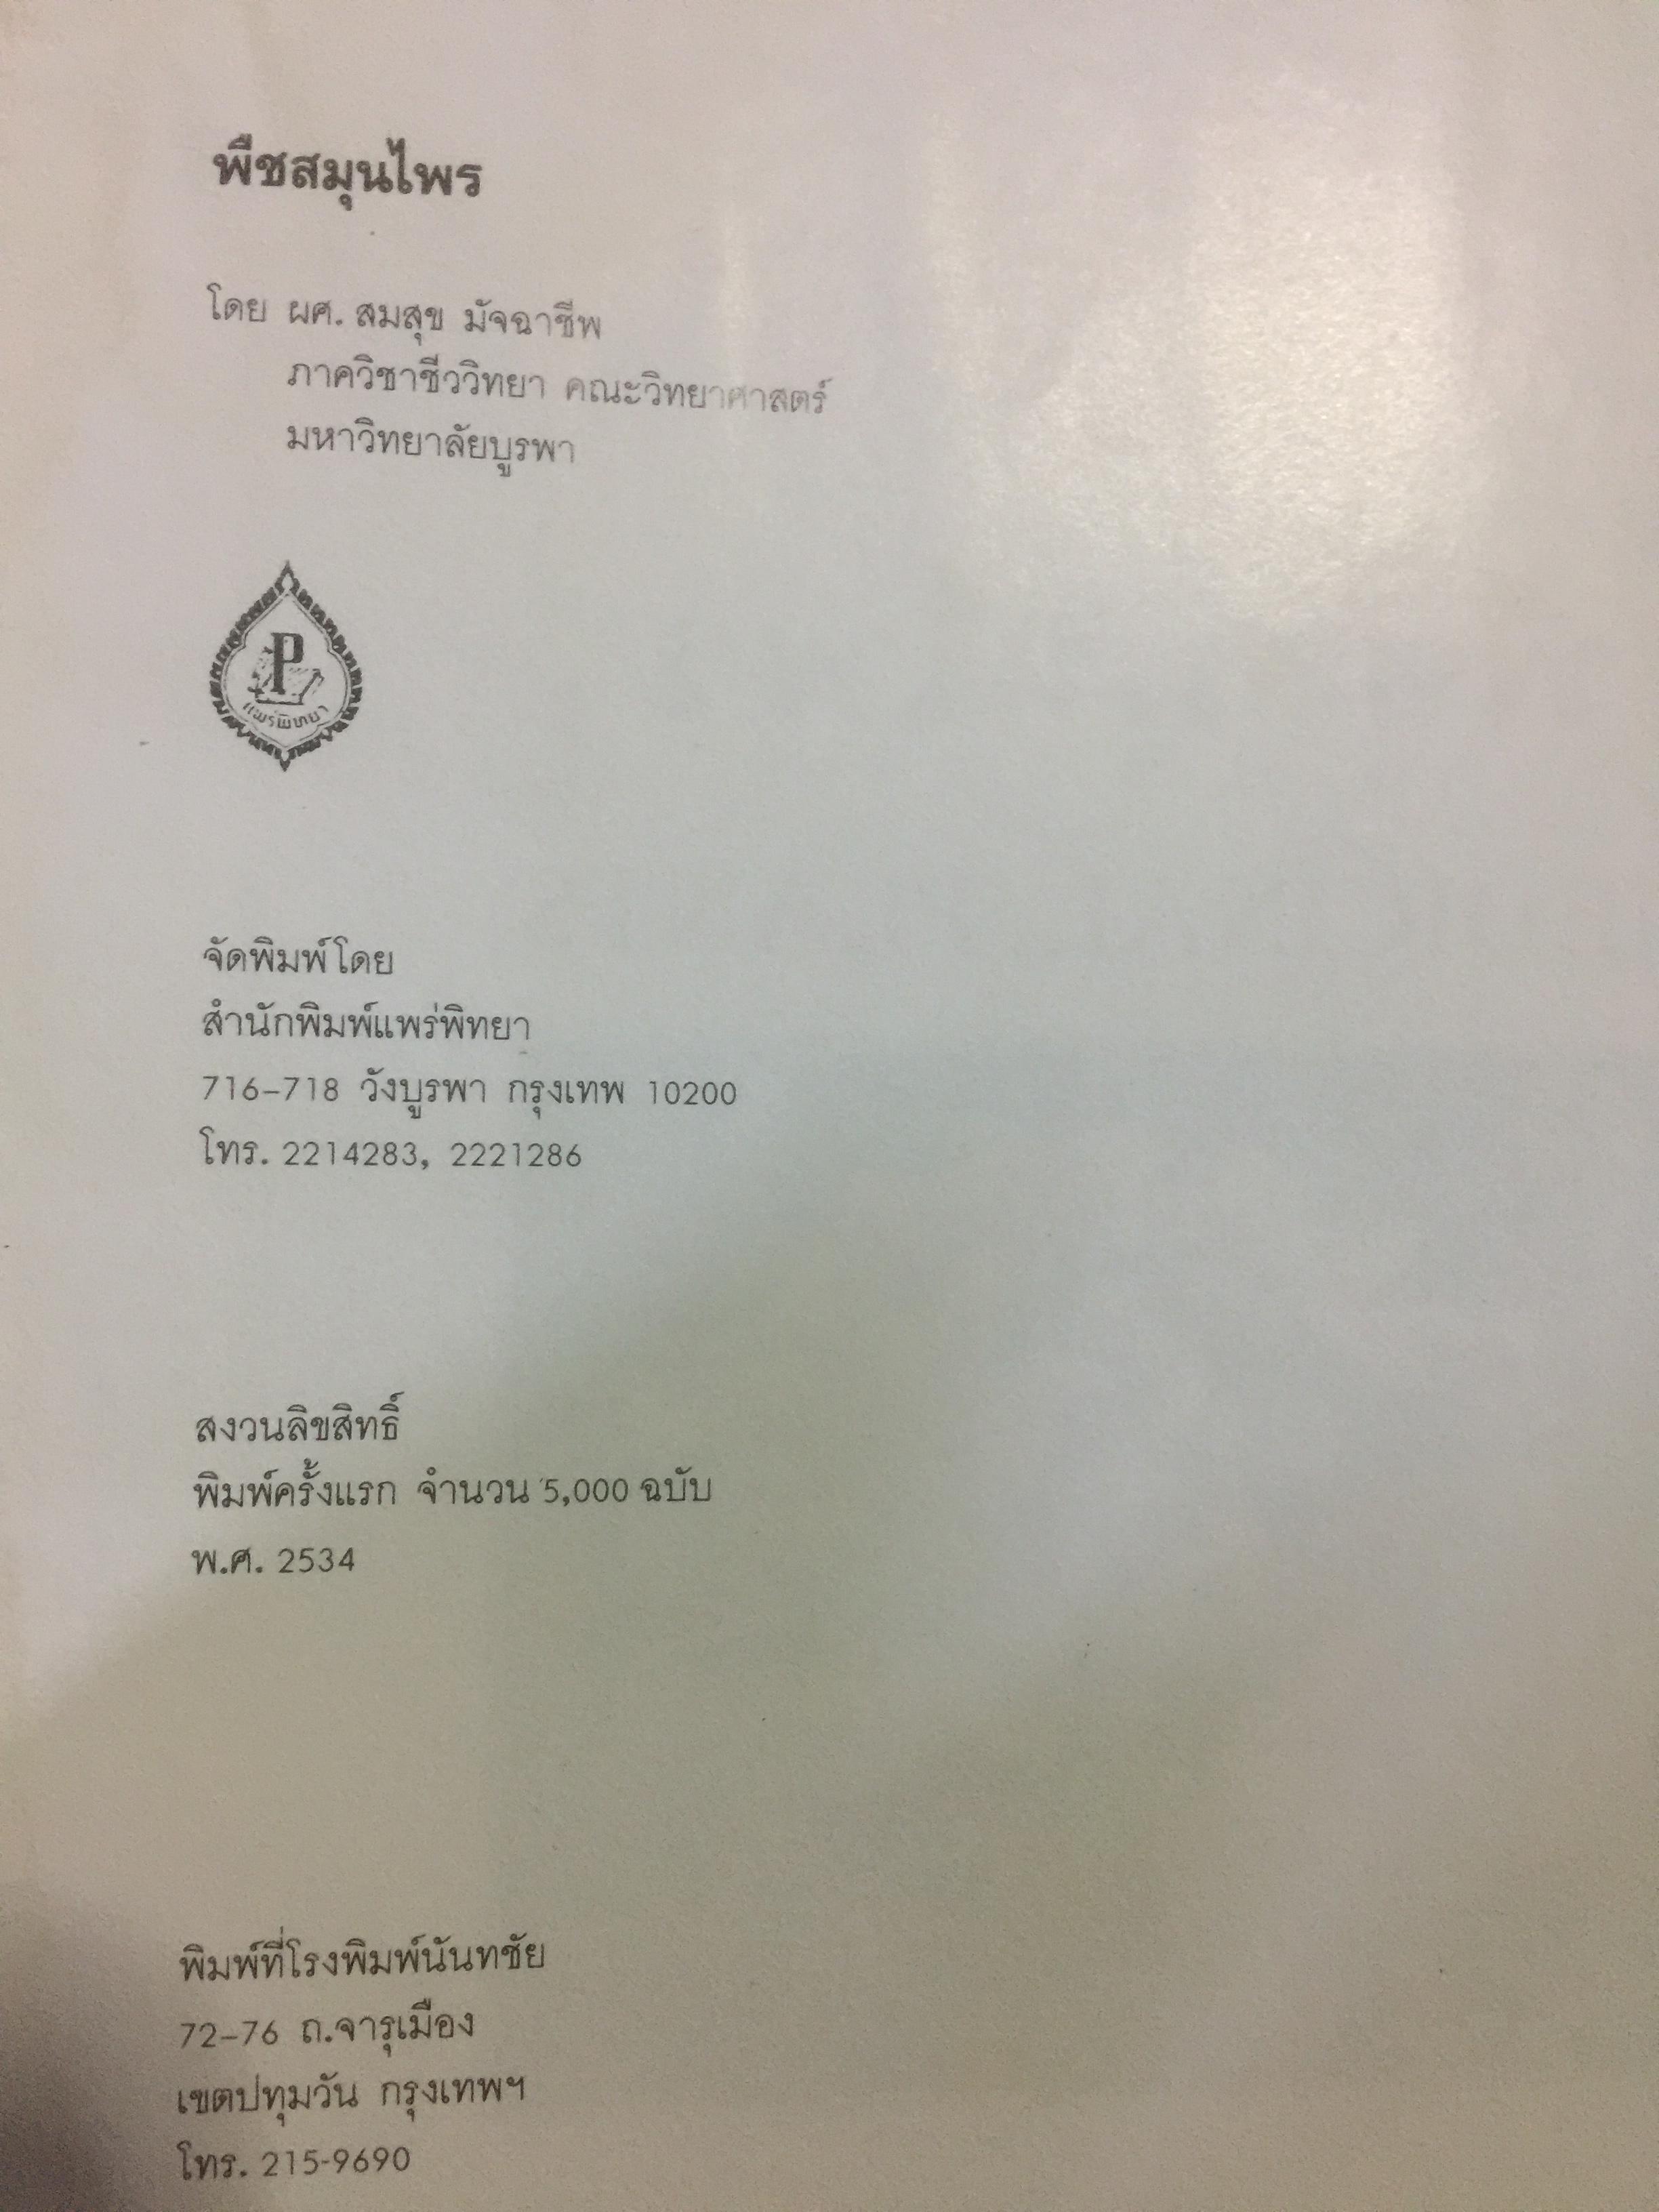 พืชสมุนไพร
โดย ผศ. สมสุข มัจฉาชีพ
ภาควิชาชีววิทยา คณะวิทยาศาสตร์
มหาวิทยาลัยบูรพา
P
แพร่พิทยา
จัดพิมพ์โดย
สำนักพิมพ์แพร่พิทยา
716–718 วังบูรพา กรุงเทพ 10200
โทร. 2214283, 2221286
สงวนลิขสิทธิ์
พิมพ์ครั้งแรก จำนวน 5,000 ฉบับ
พ.ศ. 2534
พิมพ์ที่โรงพิมพ์นันทชัย
72–76 ถ.จารุเมือง
เขตปทุมวัน กรุงเทพฯ
โทร. 215-9690